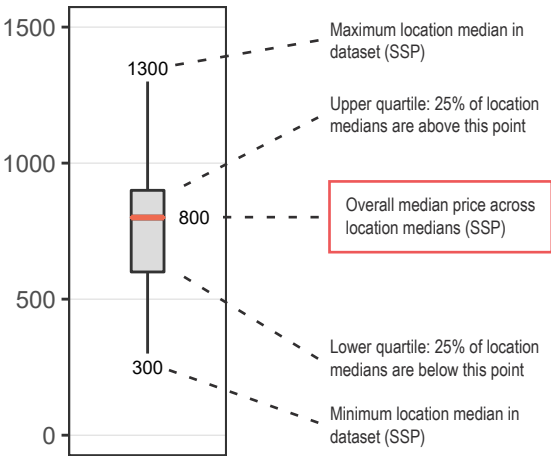 1500
Maximum location median in
dataset (SSP)
1300
Upper quartile: 25% of location
medians are above this point
1000
Overall median price across
location medians (SSP)
800
500
Lower quartile: 25% of location
medians are below this point
300
Minimum location median in
dataset (SSP)
0